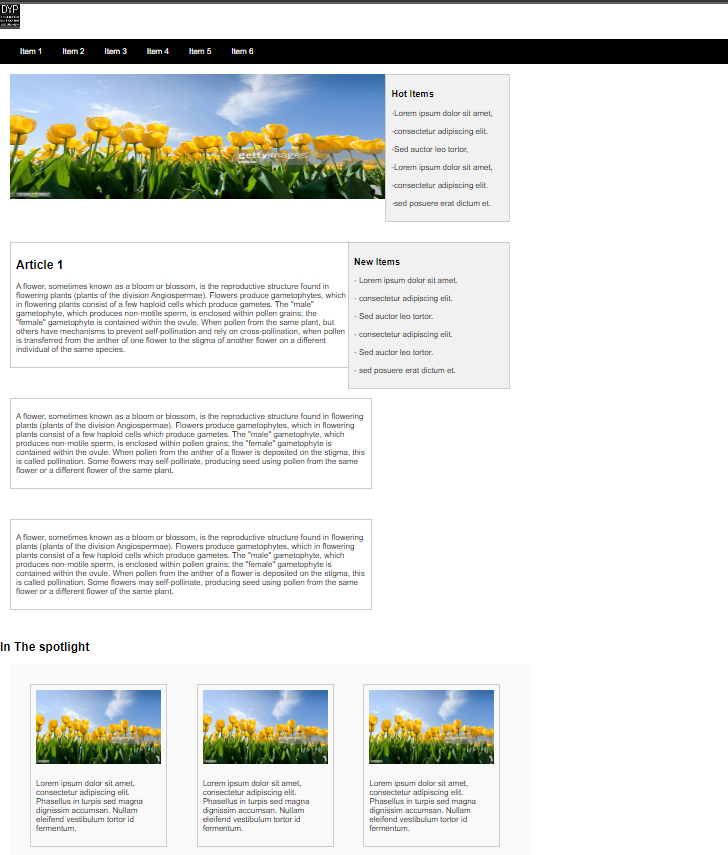 DYP
Item 1 Item 2 Item 3 Item 4 Item 5 Item 6
gettyimages
Hot Items
-Lorem ipsum dolor sit amet,
-consectetur adipiscing elit.
-Sed auctor leo tortor,
-Lorem ipsum dolor sit amet,
-consectetur adipiscing elit.
-sed posuere erat dictum et.
Article 1
A flower, sometimes known as a bloom or blossom, is the reproductive structure found in
flowering plants (plants of the division Angiospermae). Flowers produce gametophytes, which
in flowering plants consist of a few haploid cells which produce gametes. The "male"
gametophyte, which produces non-motile sperm, is enclosed within pollen grains; the
"female" gametophyte is contained within the ovule. When pollen from the same plant, but
others have mechanisms to prevent self-pollination and rely on cross-pollination, when pollen
is transferred from the anther of one flower to the stigma of another flower on a different
individual of the same species.
New Items
- Lorem ipsum dolor sit amet.
- consectetur adipiscing elit.
- Sed auctor leo tortor.
- consectetur adipiscing elit.
- Sed auctor leo tortor.
- sed posuere erat dictum et.
A flower, sometimes known as a bloom or blossom, is the reproductive structure found in flowering
plants (plants of the division Angiospermae). Flowers produce gametophytes, which in flowering
plants consist of a few haploid cells which produce gametes. The "male" gametophyte, which
produces non-motile sperm, is enclosed within pollen grains; the "female" gametophyte is
contained within the ovule. When pollen from the anther of a flower is deposited on the stigma, this
is called pollination. Some flowers may self-pollinate, producing seed using pollen from the same
flower or a different flower of the same plant.
A flower, sometimes known as a bloom or blossom, is the reproductive structure found in flowering
plants (plants of the division Angiospermae). Flowers produce gametophytes, which in flowering
plants consist of a few haploid cells which produce gametes. The "male" gametophyte, which
produces non-motile sperm, is enclosed within pollen grains; the "female" gametophyte is
contained within the ovule. When pollen from the anther of a flower is deposited on the stigma, this
is called pollination. Some flowers may self-pollinate, producing seed using pollen from the same
flower or a different flower of the same plant.
In The spotlight
Lorem ipsum dolor sit amet,
consectetur adipiscing elit.
Phasellus in turpis sed magna
dignissim accumsan. Nullam
eleifend vestibulum tortor id
fermentum.
Lorem ipsum dolor sit amet,
consectetur adipiscing elit.
Phasellus in turpis sed magna
dignissim accumsan. Nullam
eleifend vestibulum tortor id
fermentum.
Lorem ipsum dolor sit amet,
consectetur adipiscing elit.
Phasellus in turpis sed magna
dignissim accumsan. Nullam
eleifend vestibulum tortor id
fermentum.